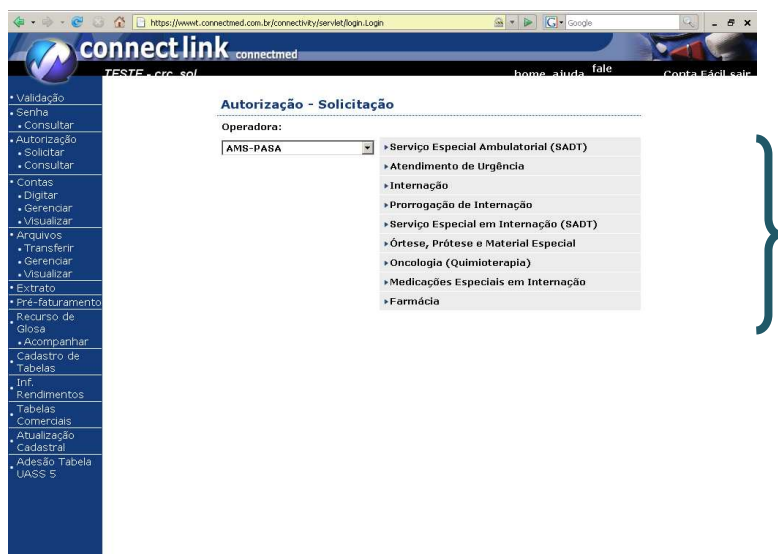 https://wwwt.connectmed.com.br/connectivity/servlet/login.Login
Google
connect link connectmed
TESTE - crc sol
home ajuda fale
Conta Fácil sair
Validação
Senha
Consultar
Autorização
Solicitar
Consultar
Contas
Digitar
Gerenciar
Visualizar
Arquivos
Transferir
Gerenciar
Visualizar
Extrato
Pré-faturamento
Recurso de
Glosa
Acompanhar
Cadastro de
Tabelas
Inf.
Rendimentos
Tabelas
Comerciais
Atualização
Cadastral
Adesão Tabela
UASS 5
Autorização - Solicitação
Operadora:
AMS-PASA
Serviço Especial Ambulatorial (SADT)
Atendimento de Urgência
Internação
Prorrogação de Internação
Serviço Especial em Internação (SADT)
Órtese, Prótese e Material Especial
Oncologia (Quimioterapia)
Medicações Especiais em Internação
Farmácia